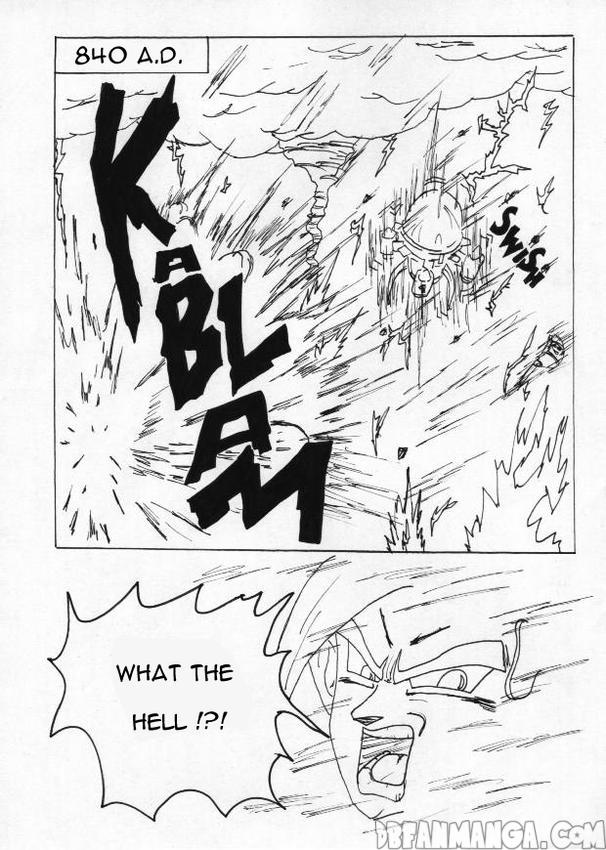 840 A.D.
KABLAM
SWISH
WHAT THE
HELL !?!
DBFANMANGA.COM